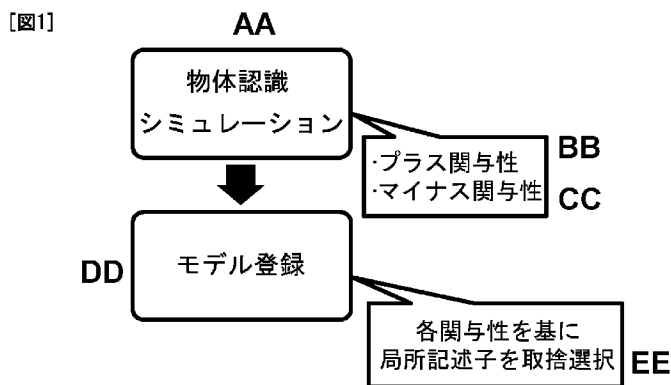 [図1]
AA
物体認識
シミュレーション
・プラス関与性
BB
・マイナス関与性
CC
DD
モデル登録
各関与性を基に
局所記述子を取捨選択
EE